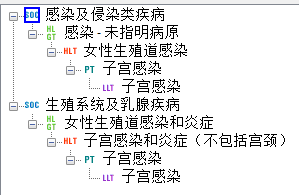 SOC 感染及侵染类疾病
HLGT 感染 - 未指明病原
HLT 女性生殖道感染
PT 子宫感染
LLT 子宫感染
SOC 生殖系统及乳腺疾病
HLGT 女性生殖道感染和炎症
HLT 子宫感染和炎症（不包括宫颈）
PT 子宫感染
LLT 子宫感染